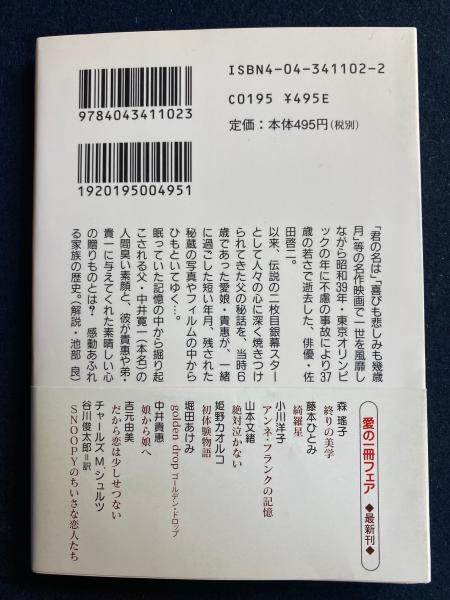 9784043411023
1920195004951
ISBN4-04-341102-2
C0195 ¥495E
定価：本体495円（税別）
「君の名は」「喜びも悲しみも幾歳
月」等の名作映画で一世を風靡し
ながら昭和39年・東京オリンピ
ックの年に不慮の事故により37
歳の若さで逝去した、俳優・佐
田啓二。
以来、伝説の二枚目銀幕スター
として人々の心に深く焼きつけ
られてきた父の秘話を、当時6
歳であった愛娘・貴惠が、一緒
に過ごした短い年月、残された
秘蔵の写真やフィルムの中から
ひもといてゆく…。
眠っていた記憶の中から掘り起
こされる父・中井寛一（本名）の
人間臭い素顔と、彼が貴惠や弟・
貴一に与えてくれた素晴しい心
の贈りものとは？　感動あふれ
る家族の歴史。（解説・池部　良）
愛の一冊フェア
◆最新刊◆
森　瑤子
終りの美学
藤本ひとみ
綺羅星
小川洋子
アンネ・フランクの記憶
山本文緒
絶対泣かない
姫野カオルコ
初体験物語
堀田あけみ
golden drop ゴールデン・ドロップ
中井貴惠
娘から娘へ
吉元由美
だから恋は少しせつない
チャールズ M.シュルツ
谷川俊太郎＝訳
SNOOPYのちいさな恋人たち